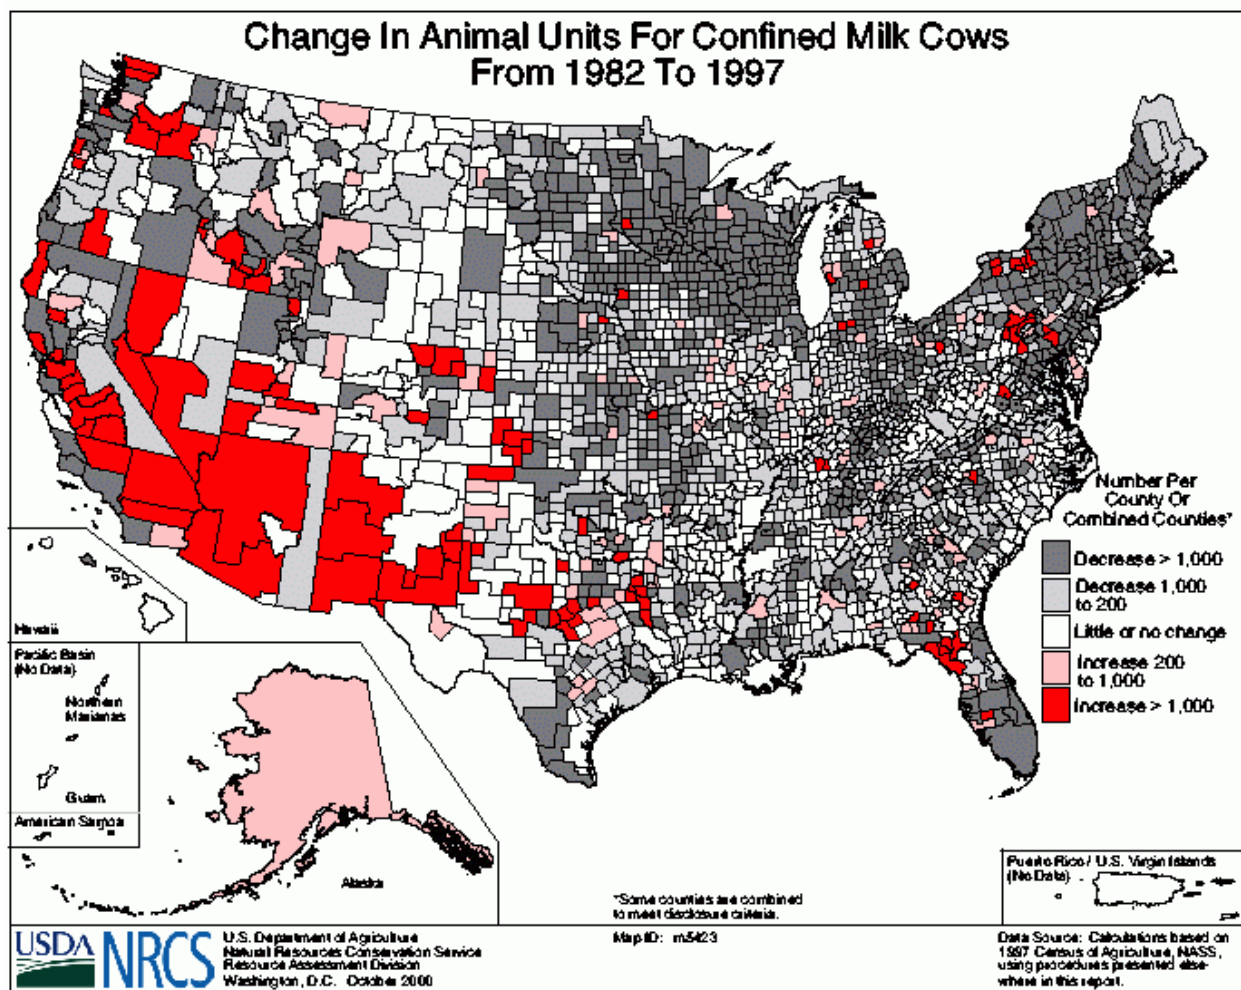 Change In Animal Units For Confined Milk Cows
From 1982 To 1997
Number Per
County Or
Combined Counties*
Decrease > 1,000
Decrease 1,000
to 200
Little or no change
Increase 200
to 1,000
Increase > 1,000
Hawaii
Pacific Basin
(No Data)
Northern
Marianas
Guam
American Samoa
Alaska
Puerto Rico / U.S. Virgin Islands
(No Data)
*Some counties are combined
to meet disclosure criteria.
USDA
NRCS
U.S. Department of Agriculture
Natural Resources Conservation Service
Resource Assessment Division
Washington, D.C. October 2000
Map ID: m5423
Data Source: Calculations based on
1997 Census of Agriculture, NASS,
using procedures presented else-
where in this report.